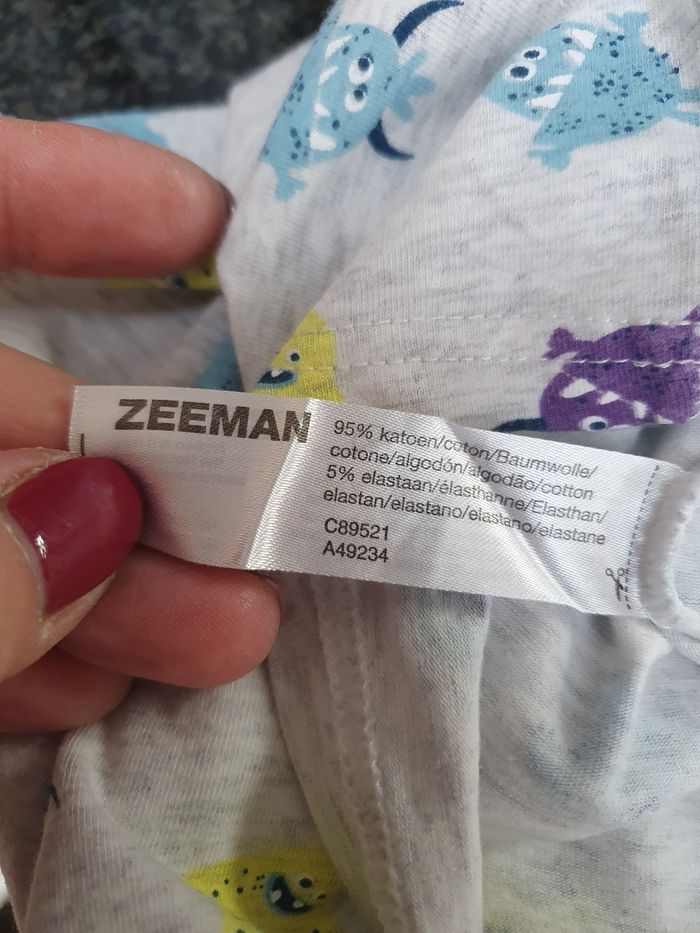 ZEEMAN
95% katoen/coton/Baumwolle/
cotone/algodón/algodão/cotton
5% elastaan/élasthanne/Elasthan/
elastan/elastano/elastano/elastane
C89521
A49234